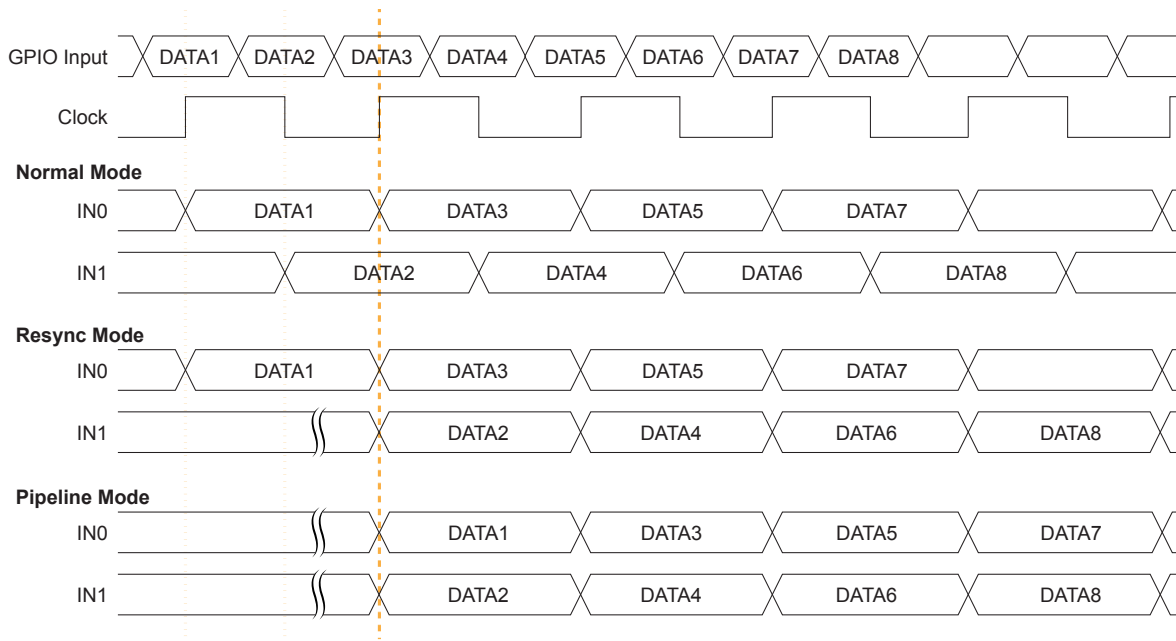 GPIO Input DATA1 DATA2 DATA3 DATA4 DATA5 DATA6 DATA7 DATA8
Clock
Normal Mode
IN0 DATA1 DATA3 DATA5 DATA7
IN1 DATA2 DATA4 DATA6 DATA8
Resync Mode
IN0 DATA1 DATA3 DATA5 DATA7
IN1 DATA2 DATA4 DATA6 DATA8
Pipeline Mode
IN0 DATA1 DATA3 DATA5 DATA7
IN1 DATA2 DATA4 DATA6 DATA8